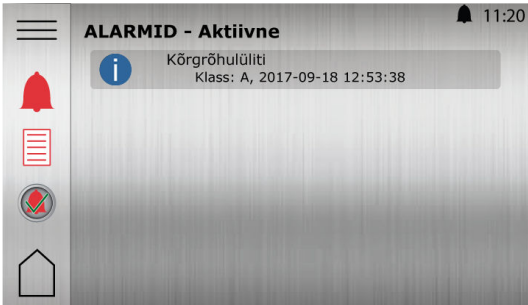 11:20
ALARMID - Aktiivne
Kõrgrõhulüliti
Klass: A, 2017-09-18 12:53:38